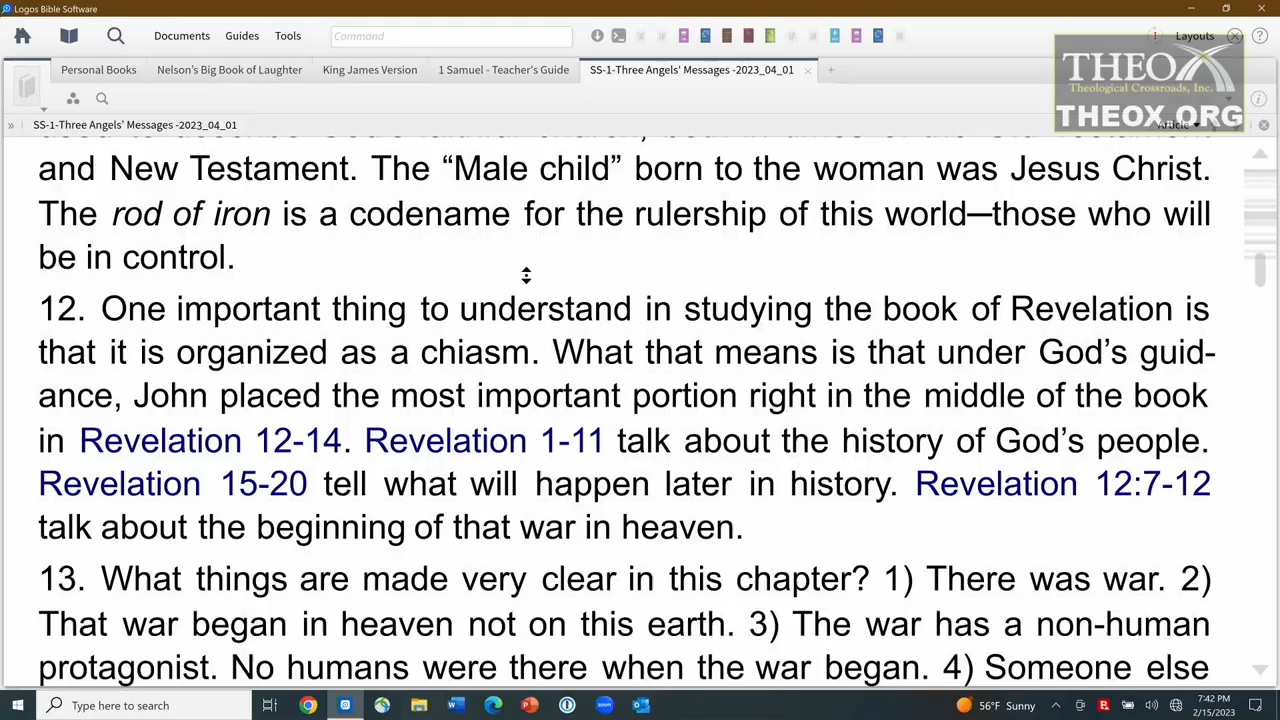 Logos Bible Software
Documents Guides Tools Command Layouts
Personal Books Nelson's Big Book of Laughter King James Version 1 Samuel - Teacher's Guide SS-1-Three Angels' Messages -2023_04_01
THEOX
Theological Crossroads, Inc.
THEOX.ORG
» SS-1-Three Angels' Messages -2023_04_01 Article
and New Testament. The “Male child” born to the woman was Jesus Christ.
The rod of iron is a codename for the rulership of this world—those who will
be in control.
12. One important thing to understand in studying the book of Revelation is
that it is organized as a chiasm. What that means is that under God’s guid-
ance, John placed the most important portion right in the middle of the book
in Revelation 12-14. Revelation 1-11 talk about the history of God’s people.
Revelation 15-20 tell what will happen later in history. Revelation 12:7-12
talk about the beginning of that war in heaven.
13. What things are made very clear in this chapter? 1) There was war. 2)
That war began in heaven not on this earth. 3) The war has a non-human
protagonist. No humans were there when the war began. 4) Someone else
Type here to search
56°F Sunny
7:42 PM
2/15/2023